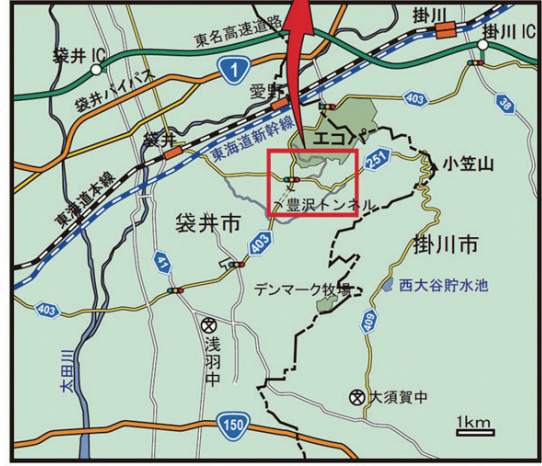 掛川
東名高速道路
袋井IC
掛川IC
1
袋井バイパス
愛野
403
38
袋井
東海道新幹線
エコパ
251
小笠山
東海道本線
豊沢トンネル
袋井市
403
掛川市
41
西大谷貯水池
デンマーク牧場
403
409
浅羽中
太田川
大須賀中
150
1km